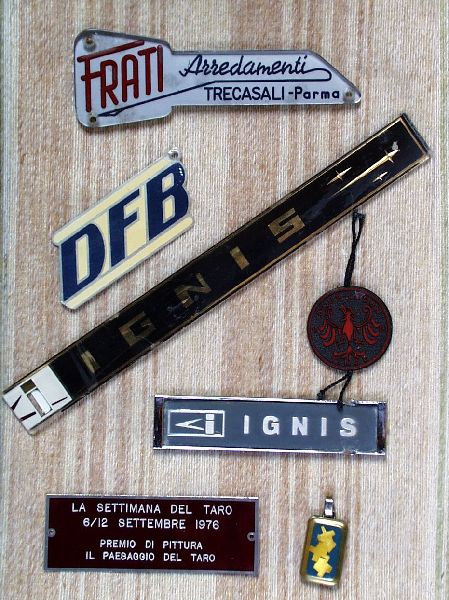 FRATI Arredamenti
TRECASALI-Parma
DFB
IGNIS
IGNIS
LA SETTIMANA DEL TARO
6/12 SETTEMBRE 1976
PREMIO DI PITTURA
IL PAESAGGIO DEL TARO